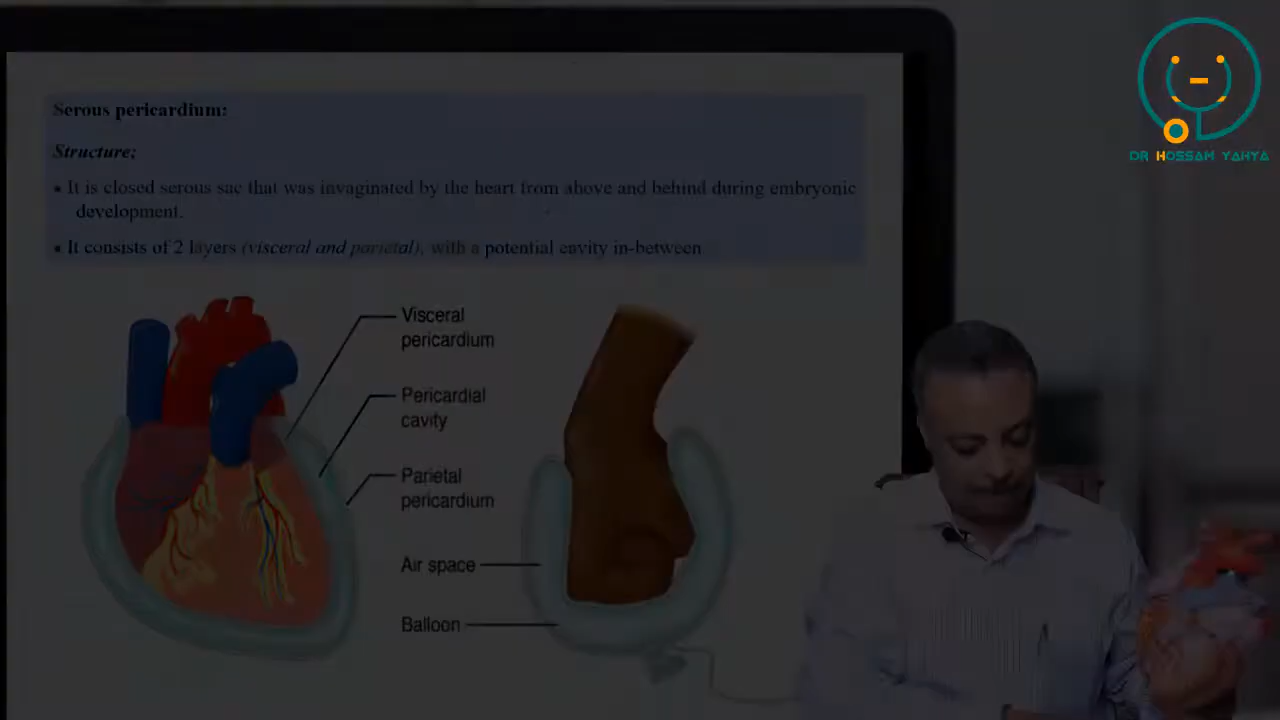 Serous pericardium:
Structure;
• It is closed serous sac that was invaginated by the heart from above and behind during embryonic
development.
• It consists of 2 layers (visceral and parietal), with a potential cavity in-between
Visceral
pericardium
Pericardial
cavity
Parietal
pericardium
Air space
Balloon
DR HOSSAM YAHYA